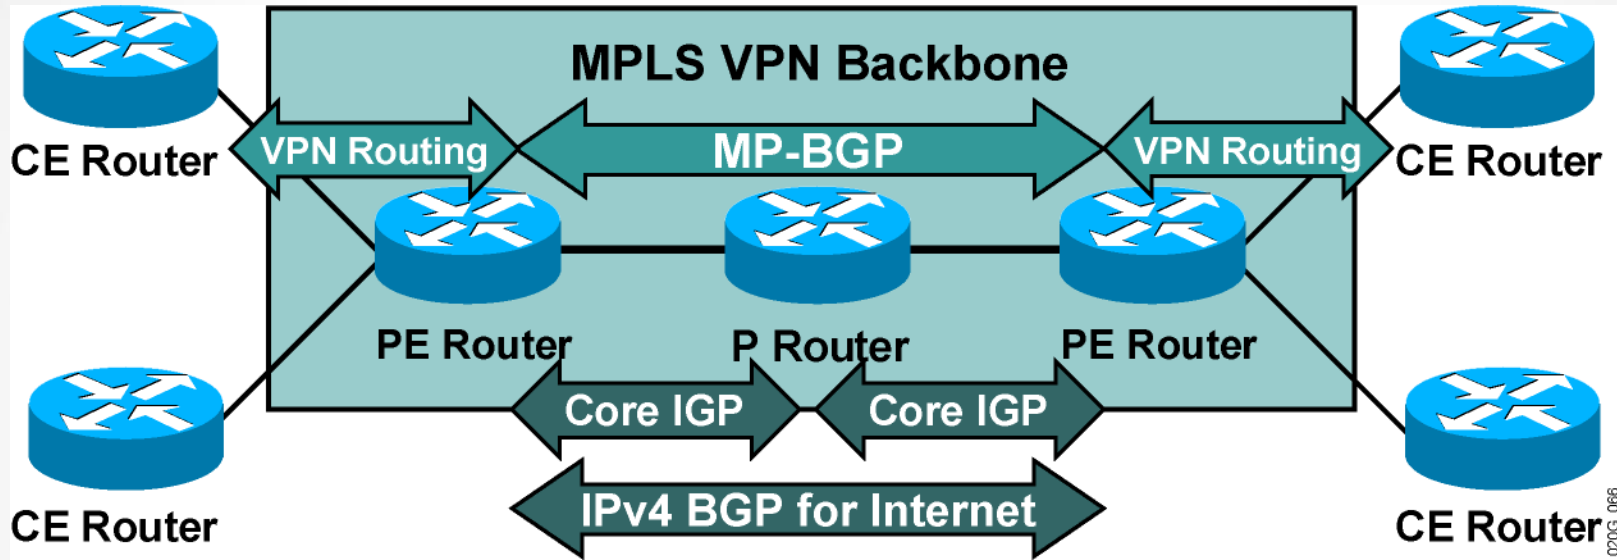 MPLS VPN Backbone
VPN Routing
MP-BGP
VPN Routing
CE Router
CE Router
PE Router
P Router
PE Router
Core IGP
Core IGP
IPv4 BGP for Internet
CE Router
CE Router
020G_066